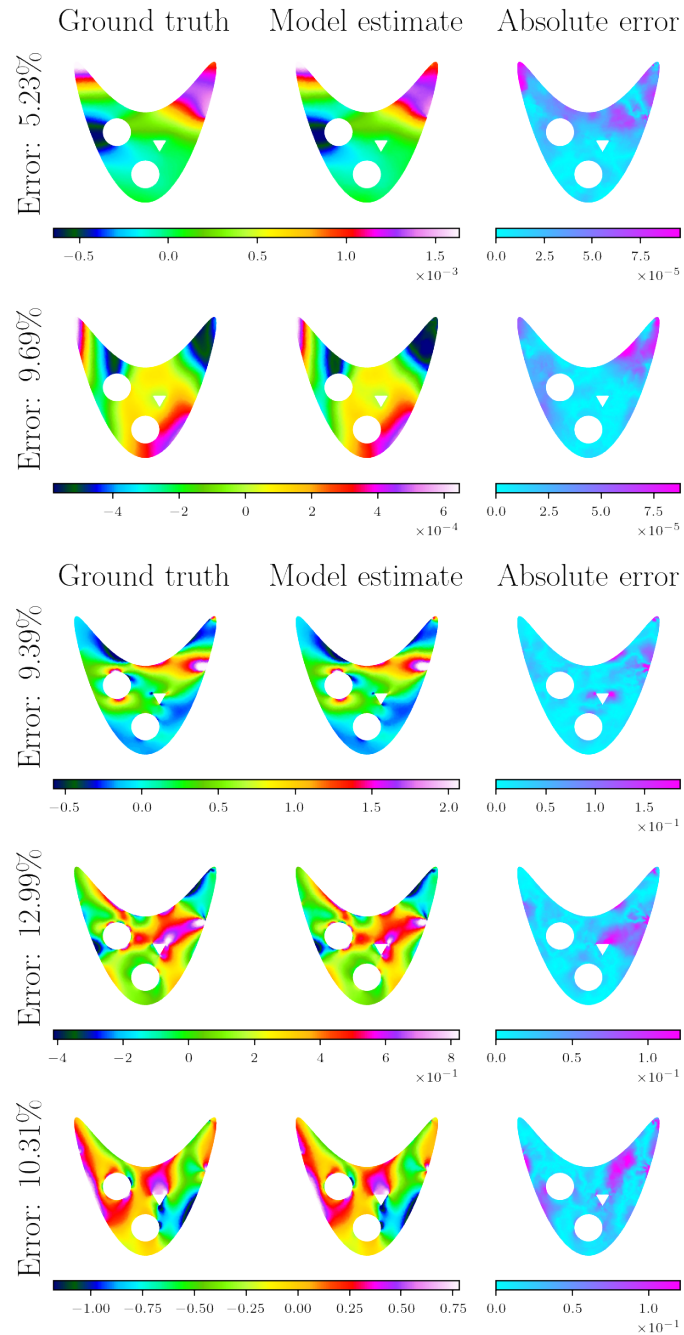 Ground truth Model estimate Absolute error
Error: 5.23%
−0.5 0.0 0.5 1.0 1.5 0.0 2.5 5.0 7.5
×10−3 ×10−5
Error: 9.69%
−4 −2 0 2 4 6 0.0 2.5 5.0 7.5
×10−4 ×10−5
Ground truth Model estimate Absolute error
Error: 9.39%
−0.5 0.0 0.5 1.0 1.5 2.0 0.0 0.5 1.0 1.5
×10−1
Error: 12.99%
−4 −2 0 2 4 6 8 0.0 0.5 1.0
×10−1 ×10−1
Error: 10.31%
−1.00 −0.75 −0.50 −0.25 0.00 0.25 0.50 0.75 0.0 0.5 1.0
×10−1